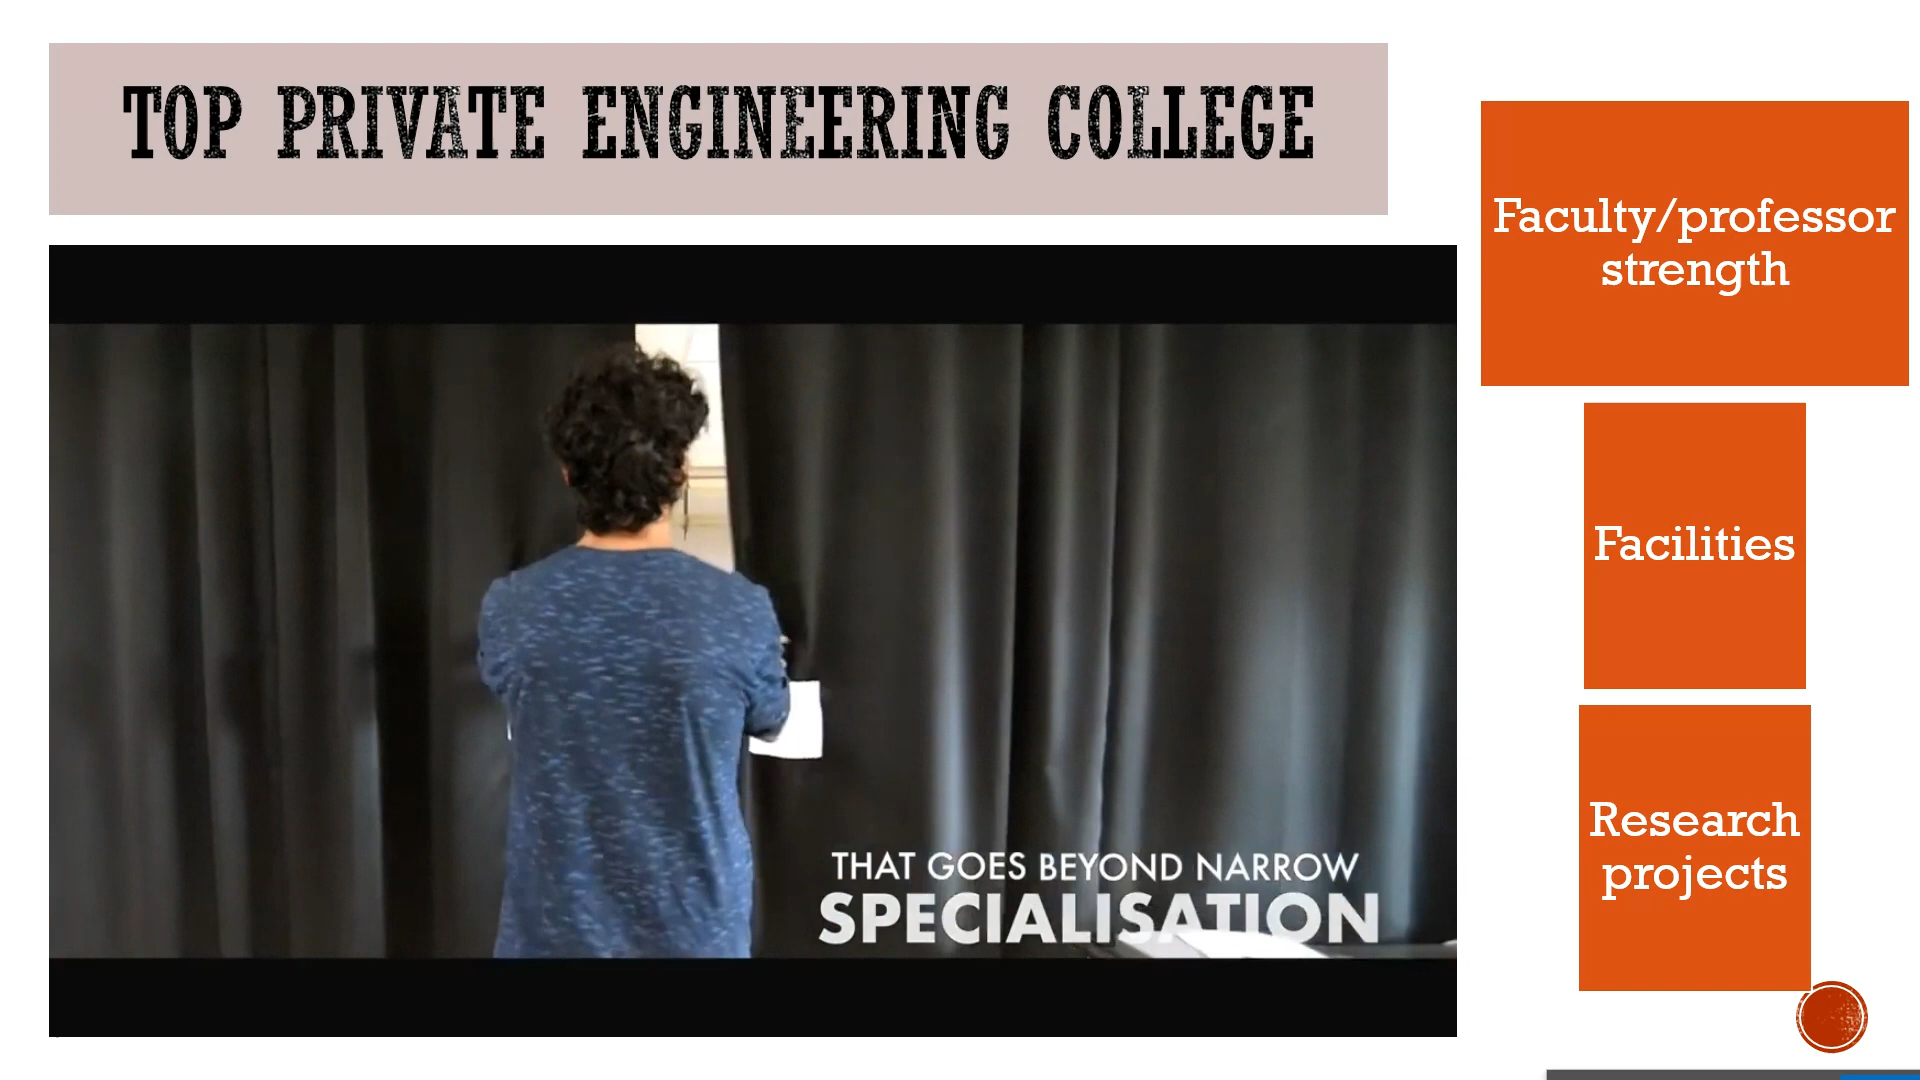 TOP PRIVATE ENGINEERING COLLEGE
Faculty/professor
strength
Facilities
Research
projects
THAT GOES BEYOND NARROW
SPECIALISATION